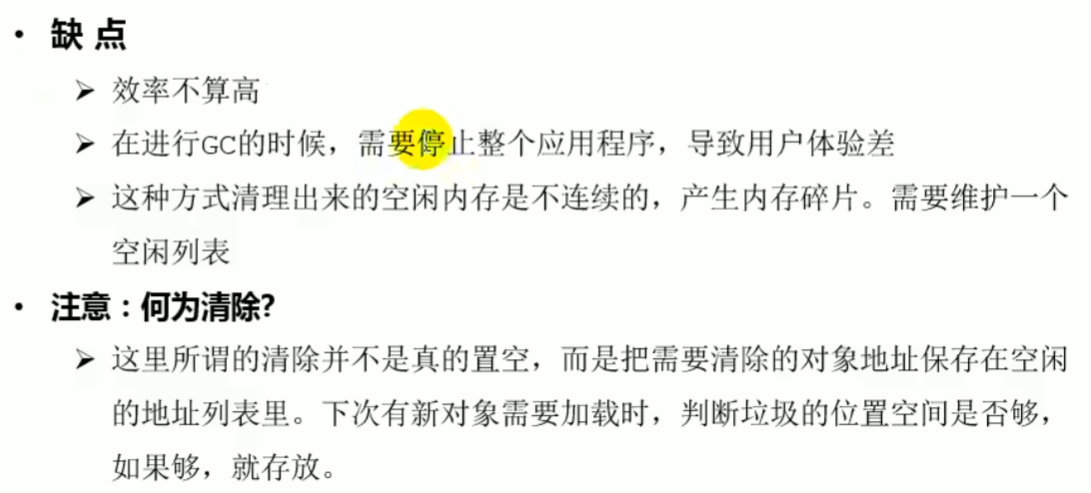 • 缺 点
➢ 效率不算高
➢ 在进行GC的时候，需要停止整个应用程序，导致用户体验差
➢ 这种方式清理出来的空闲内存是不连续的，产生内存碎片。需要维护一个
空闲列表
• 注意：何为清除?
➢ 这里所谓的清除并不是真的置空，而是把需要清除的对象地址保存在空闲
的地址列表里。下次有新对象需要加载时，判断垃圾的位置空间是否够，
如果够，就存放。